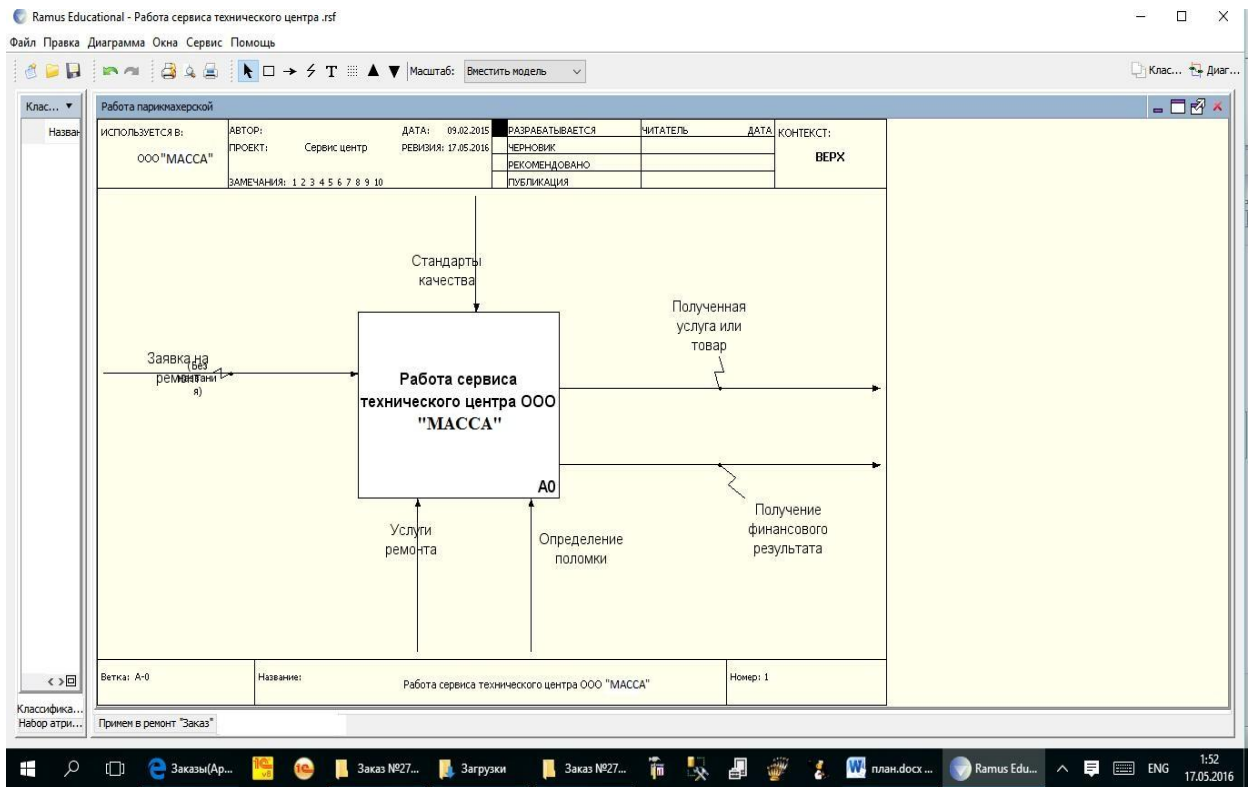 Ramus Educational - Работа сервиса технического центра .rsf
Файл Правка Диаграмма Окна Сервис Помощь
Масштаб: Вместить модель
Клас... Диаг...
Клас...
Назван
Работа парикмахерской
ИСПОЛЬЗУЕТСЯ В:
ООО"МАССА"
АВТОР:
ДАТА: 09.02.2015
ПРОЕКТ: Сервис центр
РЕВИЗИЯ: 17.05.2016
ЗАМЕЧАНИЯ: 1 2 3 4 5 6 7 8 9 10
РАЗРАБАТЫВАЕТСЯ
ЧЕРНОВИК
РЕКОМЕНДОВАНО
ПУБЛИКАЦИЯ
ЧИТАТЕЛЬ ДАТА
КОНТЕКСТ:
ВЕРХ
Стандарты
качества
Полученная
услуга или
товар
Заявка на
ремонт
(Без
названи
я)
Работа сервиса
технического центра ООО
"МАССА"
A0
Услуги
ремонта
Определение
поломки
Получение
финансового
результата
Ветка: A-0
Название:
Работа сервиса технического центра ООО "МАССА"
Номер: 1
Классифика...
Набор атри...
Примем в ремонт "Заказ"
Заказы(Ар...
Заказ №27...
Загрузки
Заказ №27...
план.docx ...
Ramus Edu...
ENG
1:52
17.05.2016